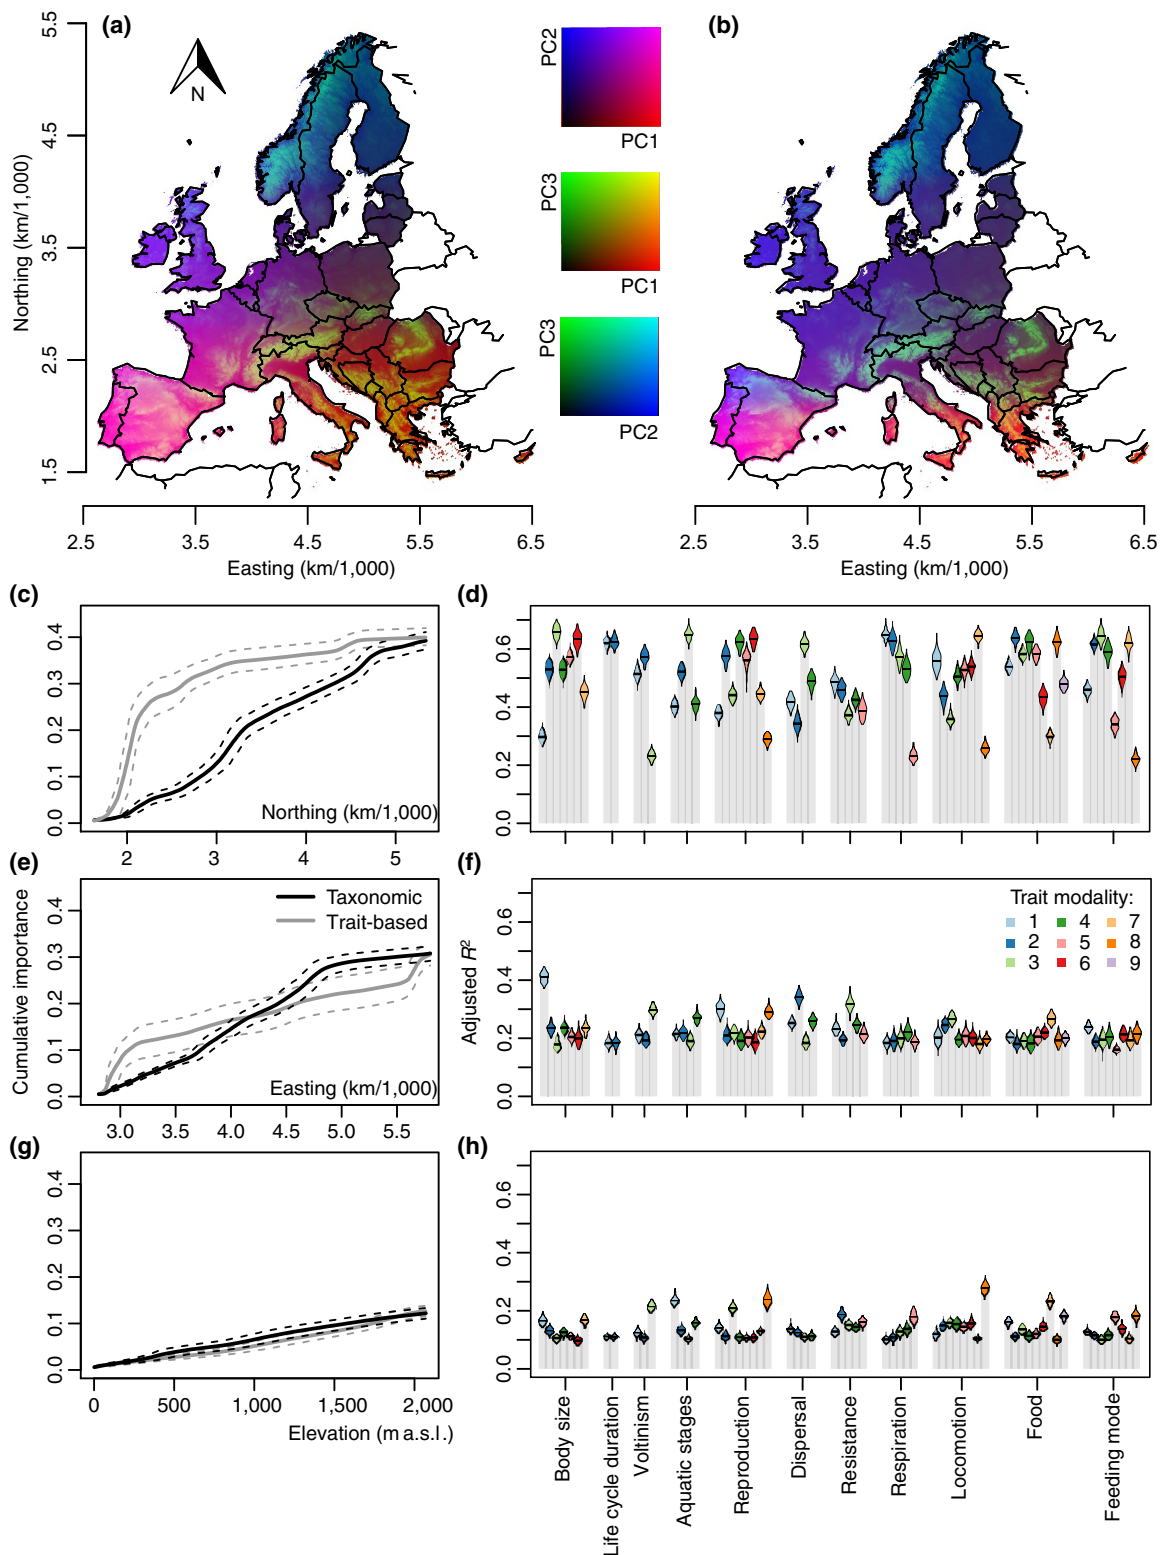 (a)
(b)
N
Northing (km/1,000)
5.5
4.5
3.5
2.5
1.5
2.5 3.5 4.5 5.5 6.5
Easting (km/1,000)
PC2
PC1
PC3
PC1
PC3
PC2
2.5 3.5 4.5 5.5 6.5
Easting (km/1,000)
(c)
0.4
0.3
0.2
0.1
0.0
Northing (km/1,000)
2 3 4 5
(d)
0.6
0.4
0.2
0.0
(e)
Cumulative importance
0.4
0.3
0.2
0.1
0.0
Taxonomic
Trait-based
Easting (km/1,000)
3.0 3.5 4.0 4.5 5.0 5.5
(f)
Adjusted R²
0.6
0.4
0.2
0.0
Trait modality:
1 4 7
2 5 8
3 6 9
(g)
0.4
0.3
0.2
0.1
0.0
0 500 1,000 1,500 2,000
Elevation (m a.s.l.)
(h)
0.6
0.4
0.2
0.0
Body size
Life cycle duration
Voltinism
Aquatic stages
Reproduction
Dispersal
Resistance
Respiration
Locomotion
Food
Feeding mode